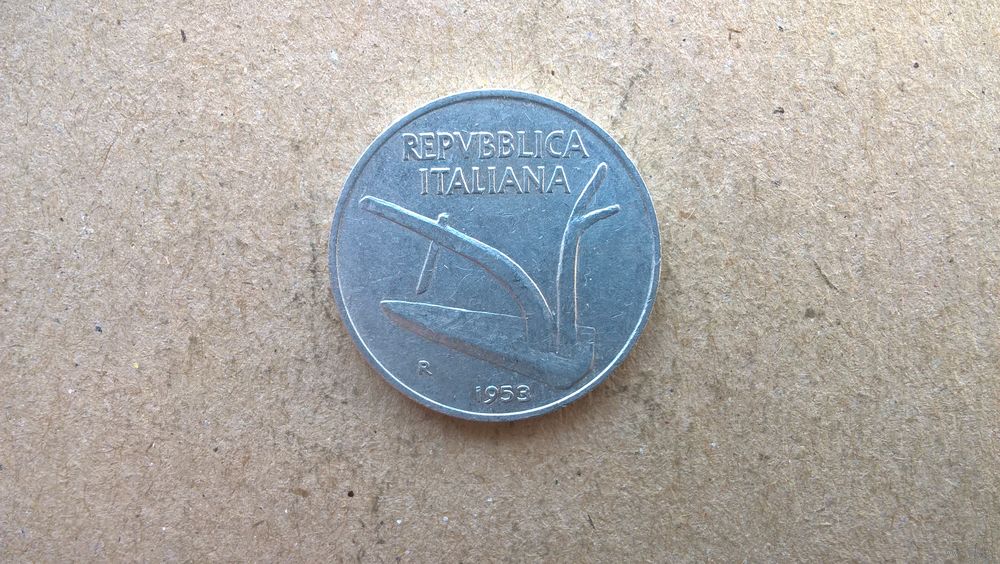 REPVBBLICA
ITALIANA
R
1953